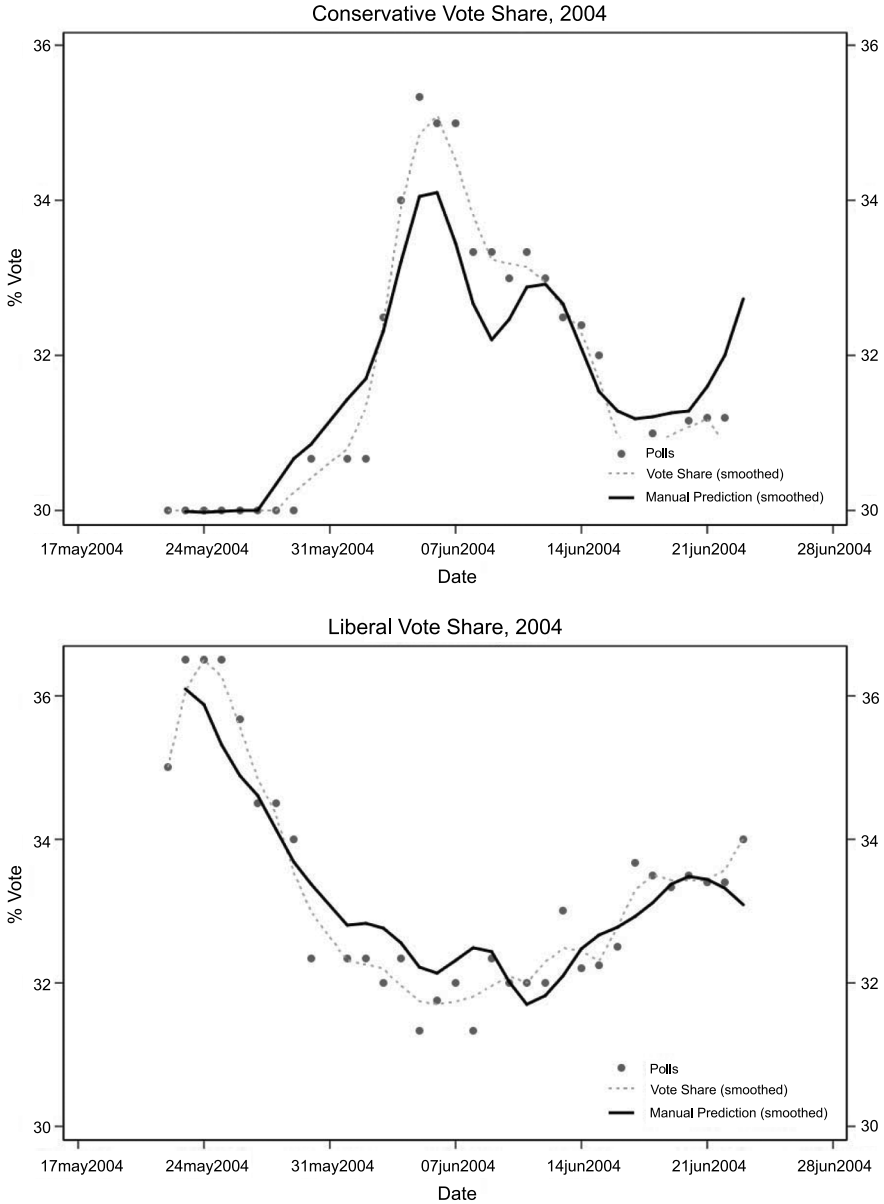 Conservative Vote Share, 2004
36 36
34 34
32 32
30 30
% Vote
Polls
Vote Share (smoothed)
Manual Prediction (smoothed)
17may2004 24may2004 31may2004 07jun2004 14jun2004 21jun2004 28jun2004
Date
Liberal Vote Share, 2004
36 36
34 34
32 32
30 30
% Vote
Polls
Vote Share (smoothed)
Manual Prediction (smoothed)
17may2004 24may2004 31may2004 07jun2004 14jun2004 21jun2004 28jun2004
Date